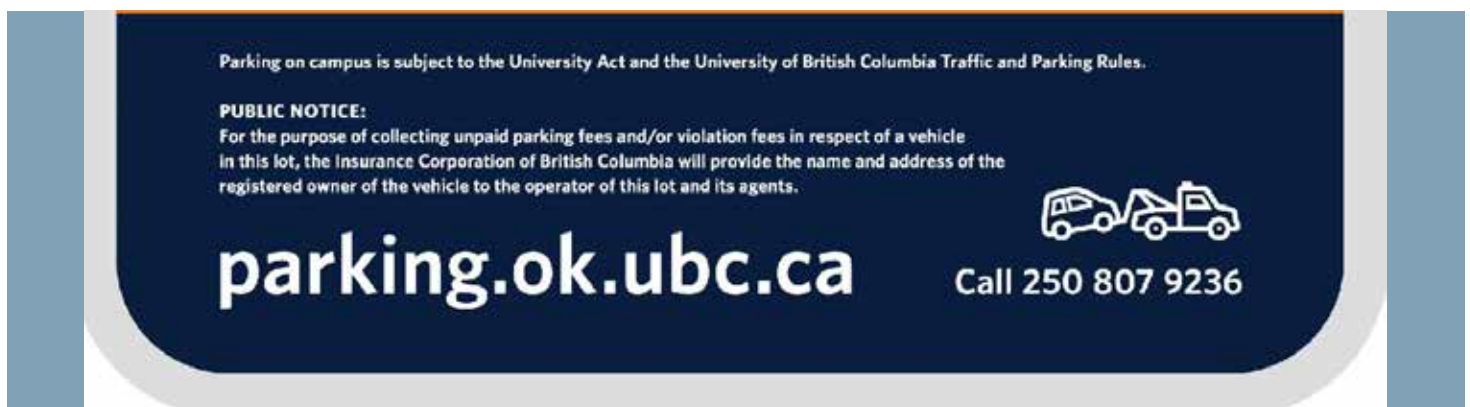 Parking on campus is subject to the University Act and the University of British Columbia Traffic and Parking Rules.
PUBLIC NOTICE:
For the purpose of collecting unpaid parking fees and/or violation fees in respect of a vehicle
in this lot, the Insurance Corporation of British Columbia will provide the name and address of the
registered owner of the vehicle to the operator of this lot and its agents.
parking.ok.ubc.ca
Call 250 807 9236